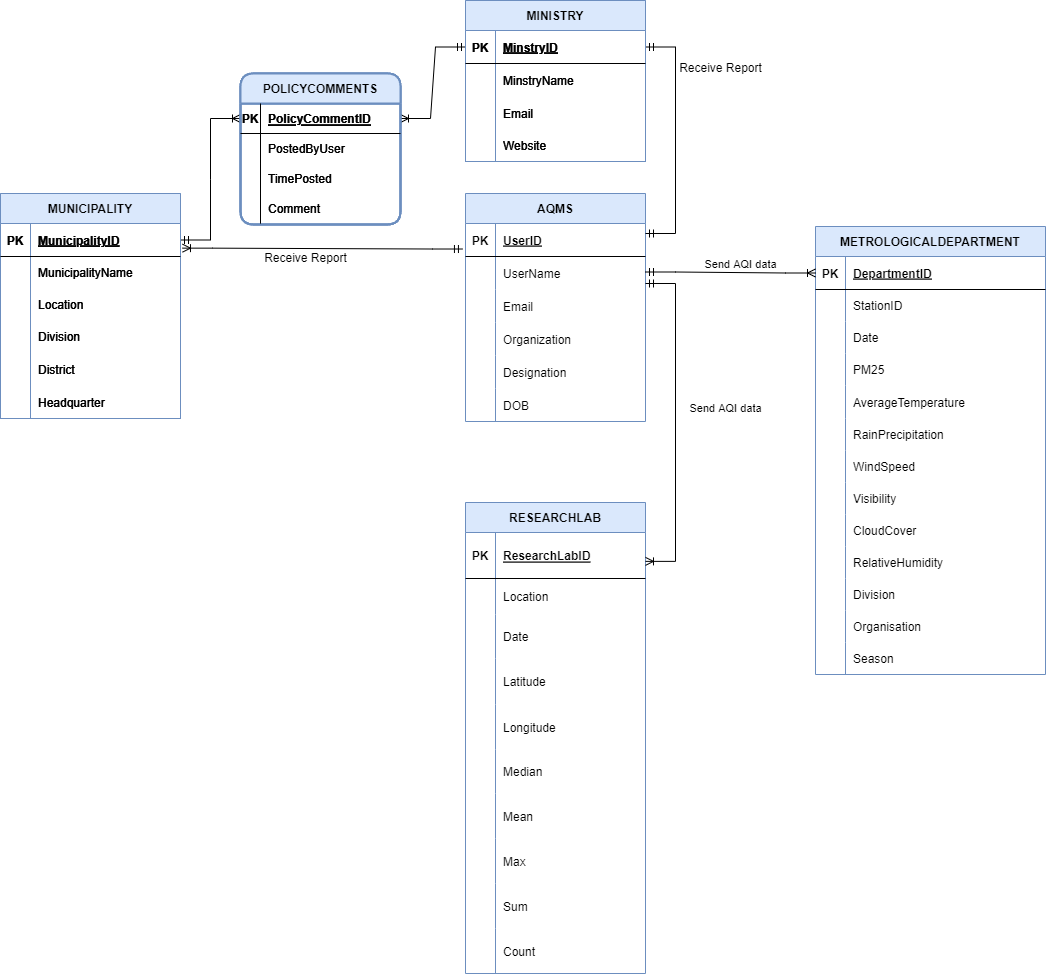 MINISTRY
PK MinstryID
MinstryName
Email
Website
Receive Report
POLICYCOMMENTS
PK PolicyCommentID
PostedByUser
TimePosted
Comment
MUNICIPALITY
PK MunicipalityID
MunicipalityName
Location
Division
District
Headquarter
Receive Report
AQMS
PK UserID
UserName
Email
Organization
Designation
DOB
Send AQI data
Send AQI data
METROLOGICALDEPARTMENT
PK DepartmentID
StationID
Date
PM25
AverageTemperature
RainPrecipitation
WindSpeed
Visibility
CloudCover
RelativeHumidity
Division
Organisation
Season
RESEARCHLAB
PK ResearchLabID
Location
Date
Latitude
Longitude
Median
Mean
Max
Sum
Count